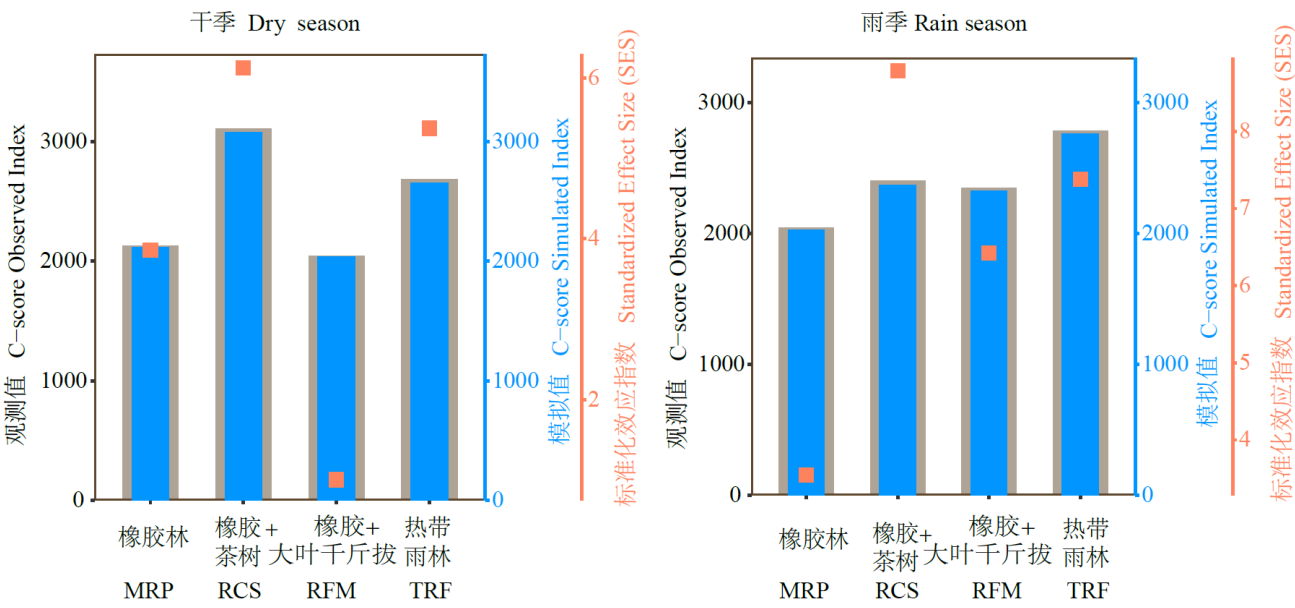 干季 Dry season
观测值 C−score Observed Index
3000
2000
1000
0
3000
2000
1000
0
模拟值 C−score Simulated Index
6
4
2
标准化效应指数 Standardized Effect Size (SES)
橡胶林
MRP
橡胶+
茶树
RCS
橡胶+
大叶千斤拔
RFM
热带
雨林
TRF
雨季 Rain season
观测值 C−score Observed Index
3000
2000
1000
0
3000
2000
1000
0
模拟值 C−score Simulated Index
8
7
6
5
4
标准化效应指数 Standardized Effect Size (SES)
橡胶林
MRP
橡胶+
茶树
RCS
橡胶+
大叶千斤拔
RFM
热带
雨林
TRF